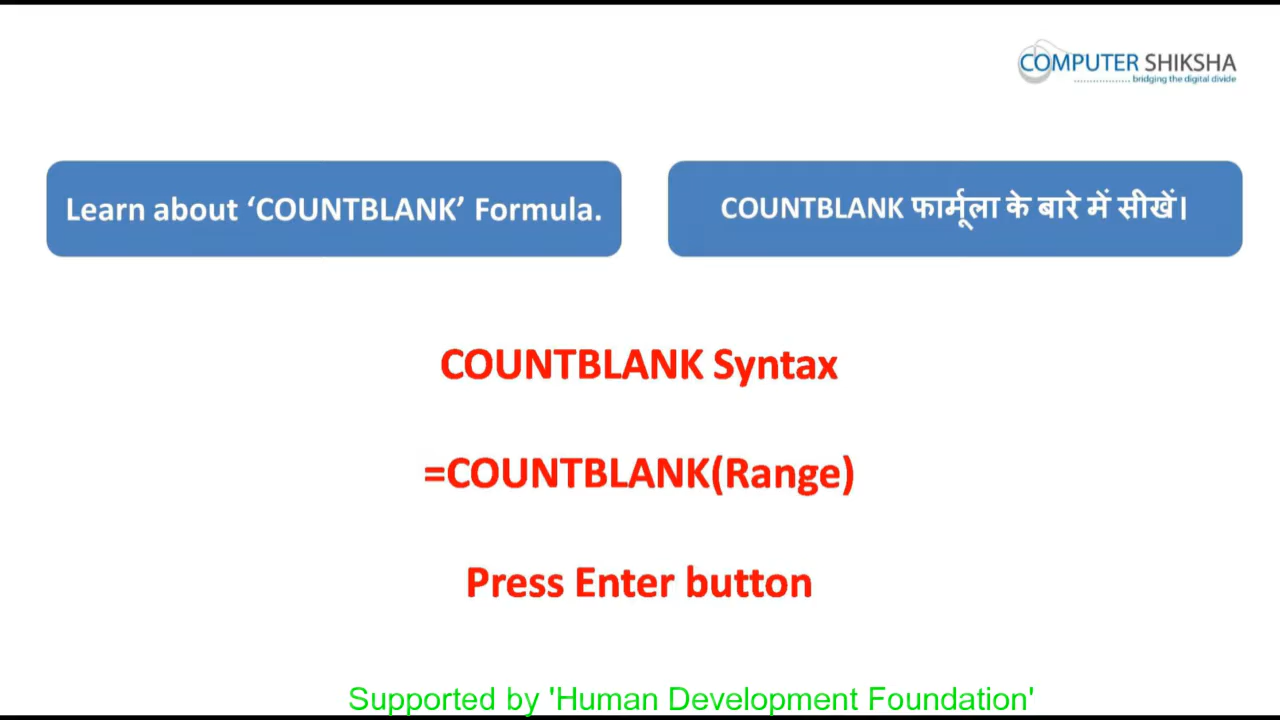 COMPUTER SHIKSHA
bridging the digital divide
Learn about ‘COUNTBLANK’ Formula.
COUNTBLANK फार्मूला के बारे में सीखें।
COUNTBLANK Syntax
=COUNTBLANK(Range)
Press Enter button
Supported by 'Human Development Foundation'